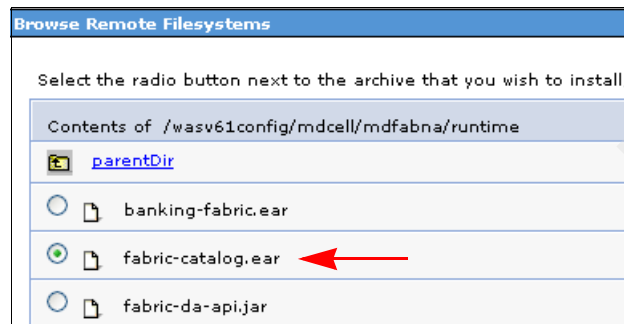 Browse Remote Filesystems
Select the radio button next to the archive that you wish to install
Contents of /wasv61config/mdcell/mdfabna/runtime
parentDir
banking-fabric.ear
fabric-catalog.ear
fabric-da-api.jar